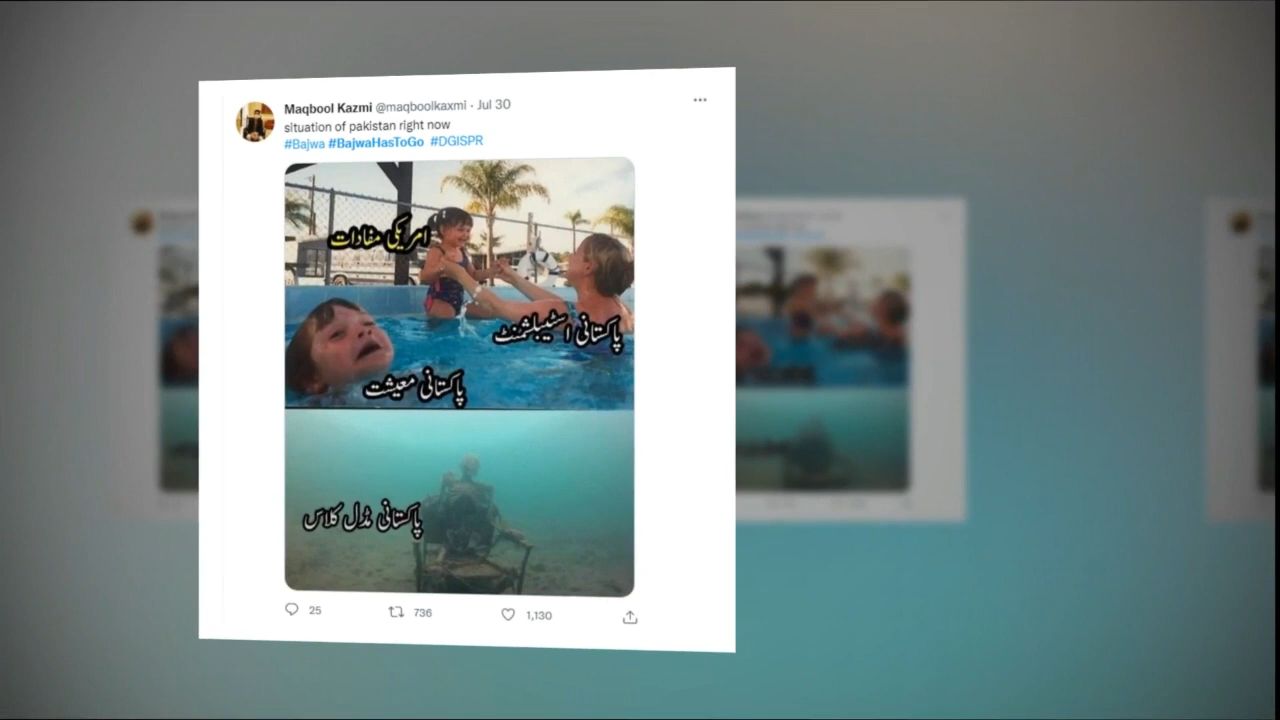 Maqbool Kazmi @maqboolkaxmi · Jul 30
situation of pakistan right now
#Bajwa #BajwaHasToGo #DGISPR
امریکی مفادات
پاکستانی اسٹیبلشمنٹ
پاکستانی معیشت
پاکستانی مڈل کلاس
25 736 1,130